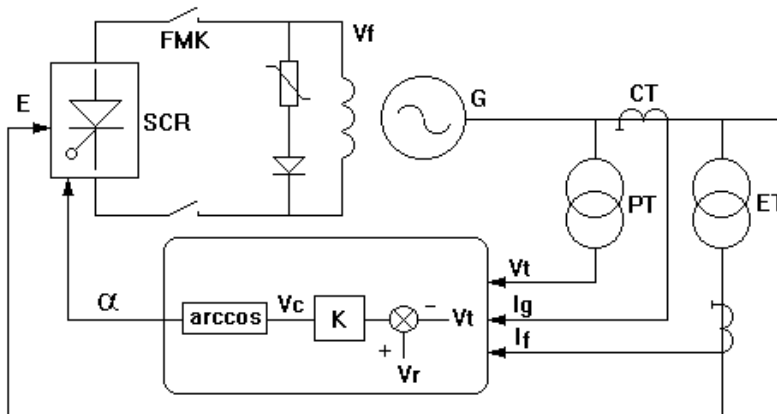 FMK
Vf
E
SCR
G
CT
PT
ET
Vt
Ig
If
α
arccos
Vc
K
−
Vt
+
Vr